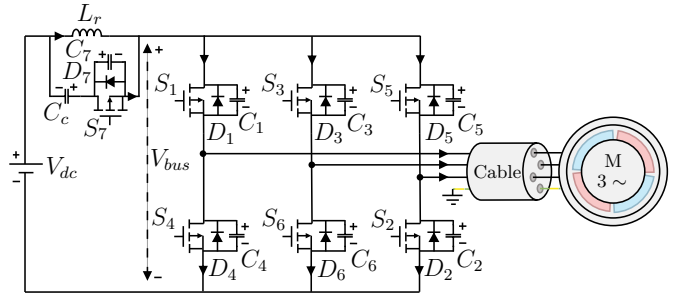 L_r
C_7
D_7
C_c
S_7
V_dc
V_bus
S_1
D_1
C_1
S_3
D_3
C_3
S_5
D_5
C_5
S_4
D_4
C_4
S_6
D_6
C_6
S_2
D_2
C_2
Cable
M
3 ~